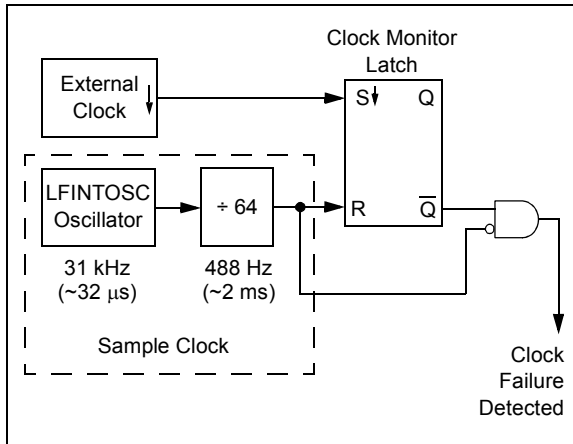 Clock Monitor
Latch
External
Clock
S
Q
LFINTOSC
Oscillator
÷ 64
R
Q̅
31 kHz
(~32 μs)
488 Hz
(~2 ms)
Sample Clock
Clock
Failure
Detected